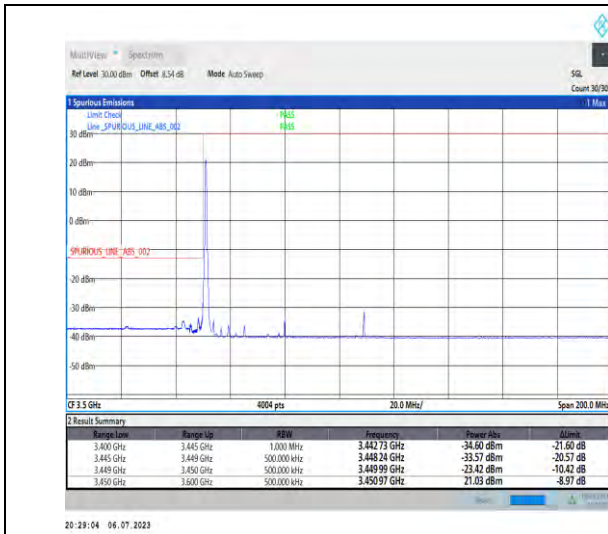 MultiView Spectrum
Ref Level 30.00 dBm Offset 8.54 dB Mode Auto Sweep SGL
Count 30/30
1 Spurious Emissions 1 Max
Limit Check PASS
Line _SPURIOUS_LINE_ABS_002 PASS
30 dBm
20 dBm
10 dBm
0 dBm
SPURIOUS_LINE_ABS_002
-20 dBm
-30 dBm
-40 dBm
-50 dBm
CF 3.5 GHz 4004 pts 20.0 MHz/ Span 200.0 MHz
2 Result Summary
Range Low Range Up RBW Frequency Power Abs ΔLimit
3.400 GHz 3.445 GHz 1.000 MHz 3.442 73 GHz -34.60 dBm -21.60 dB
3.445 GHz 3.449 GHz 500.000 kHz 3.448 24 GHz -33.57 dBm -20.57 dB
3.449 GHz 3.450 GHz 500.000 kHz 3.449 99 GHz -23.42 dBm -10.42 dB
3.450 GHz 3.600 GHz 500.000 kHz 3.450 97 GHz 21.03 dBm -8.97 dB
20:29:04 06.07.2023